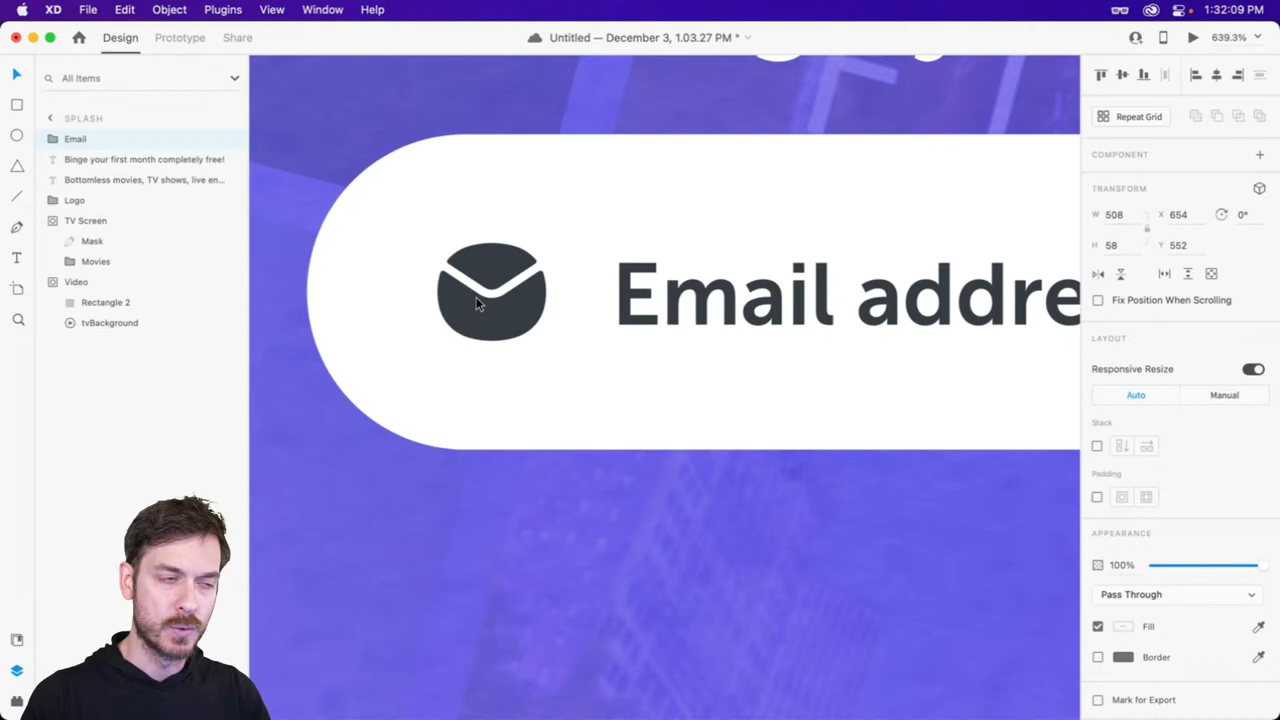 XD File Edit Object Plugins View Window Help 1:32:09 PM
Design Prototype Share Untitled — December 3, 1.03.27 PM * 639.3%
All Items
SPLASH
Email
Binge your first month completely free!
Bottomless movies, TV shows, live en...
Logo
TV Screen
Mask
Movies
Video
Rectangle 2
tvBackground
Email addre
Repeat Grid
COMPONENT
TRANSFORM
W 508 X 654 0°
H 58 Y 552
Fix Position When Scrolling
LAYOUT
Responsive Resize
Auto Manual
Stack
Padding
APPEARANCE
100%
Pass Through
Fill
Border
Mark for Export